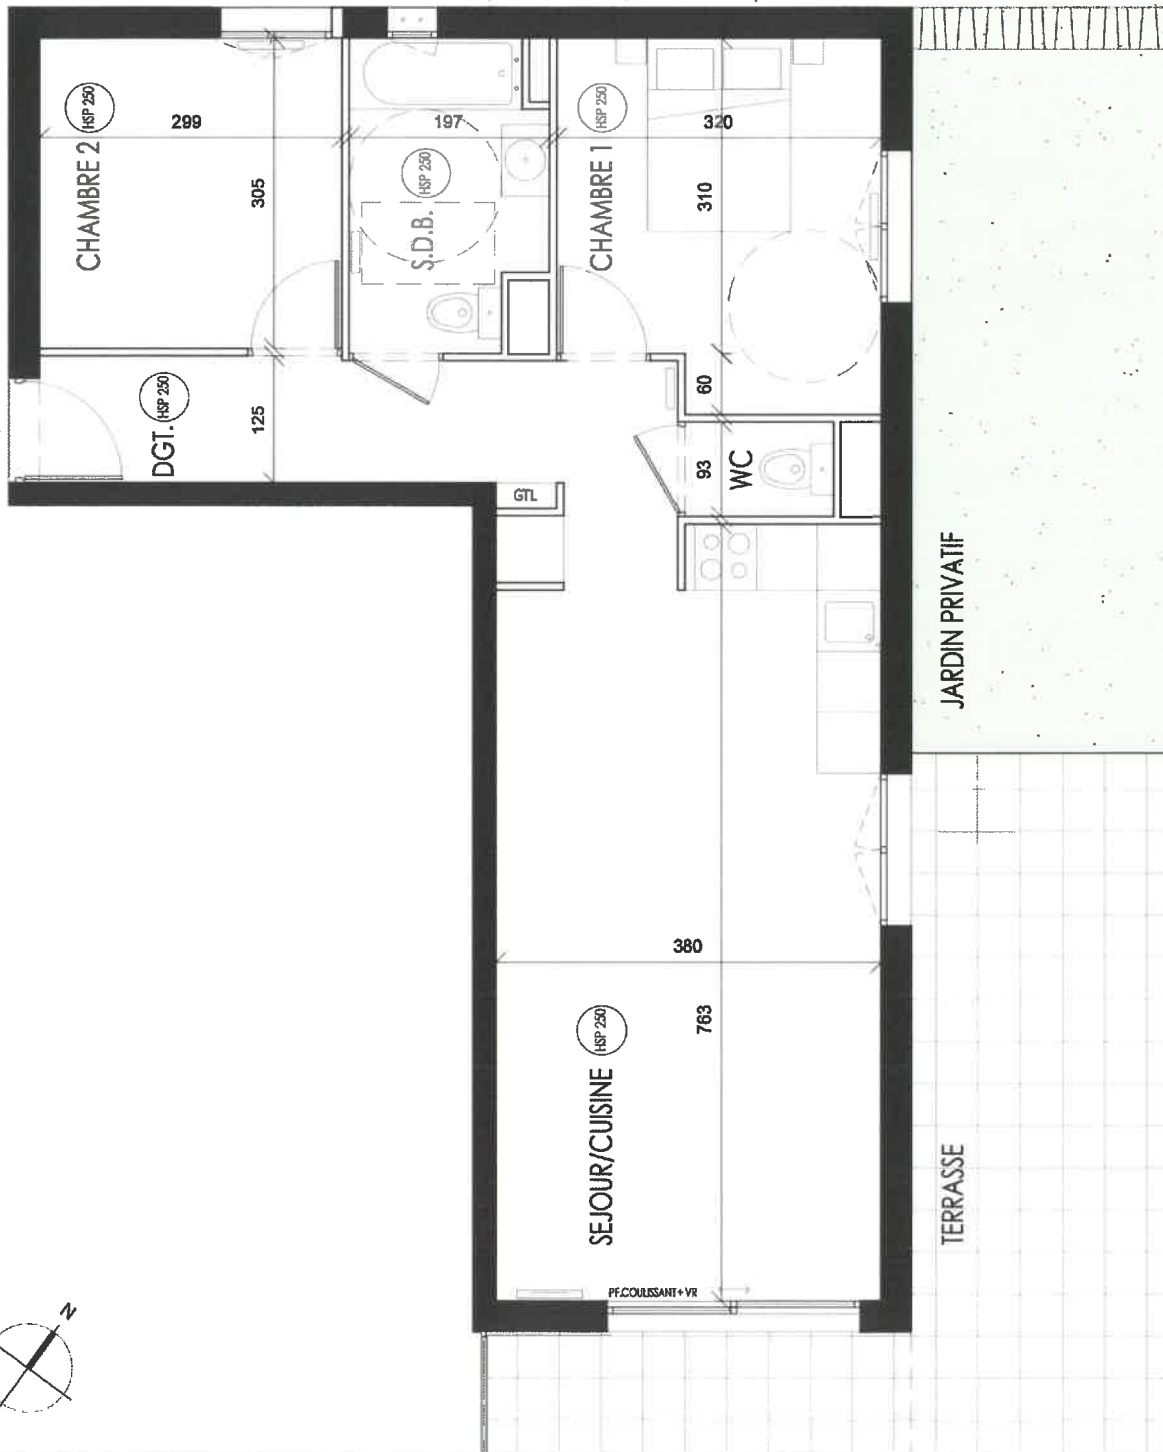 CHAMBRE 2
HSP 250
299
305
197
S.D.B.
HSP 250
CHAMBRE 1
HSP 250
320
310
60
DGT.
HSP 250
125
GTL
93
WC
JARDIN PRIVATIF
380
763
SEJOUR/CUISINE
HSP 250
PF.COULISSANT + VR
TERRASSE
N